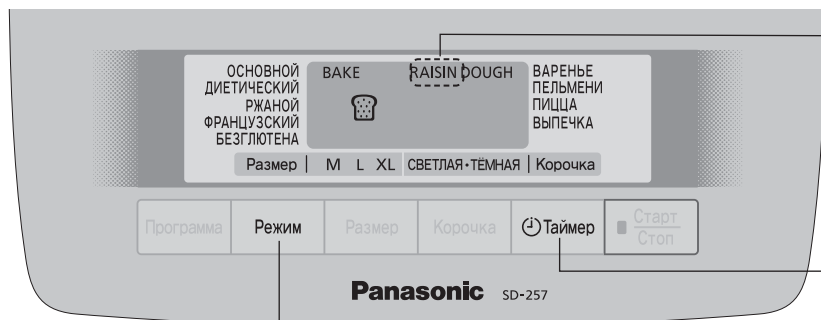 ОСНОВНОЙ BAKE RAISIN DOUGH ВАРЕНЬЕ
ДИЕТИЧЕСКИЙ ПЕЛЬМЕНИ
РЖАНОЙ ПИЦЦА
ФРАНЦУЗСКИЙ ВЫПЕЧКА
БЕЗГЛЮТЕНА
Размер | M L XL СВЕТЛАЯ•ТЁМНАЯ | Корочка
Программа Режим Размер Корочка Таймер Старт
Стоп
Panasonic SD-257